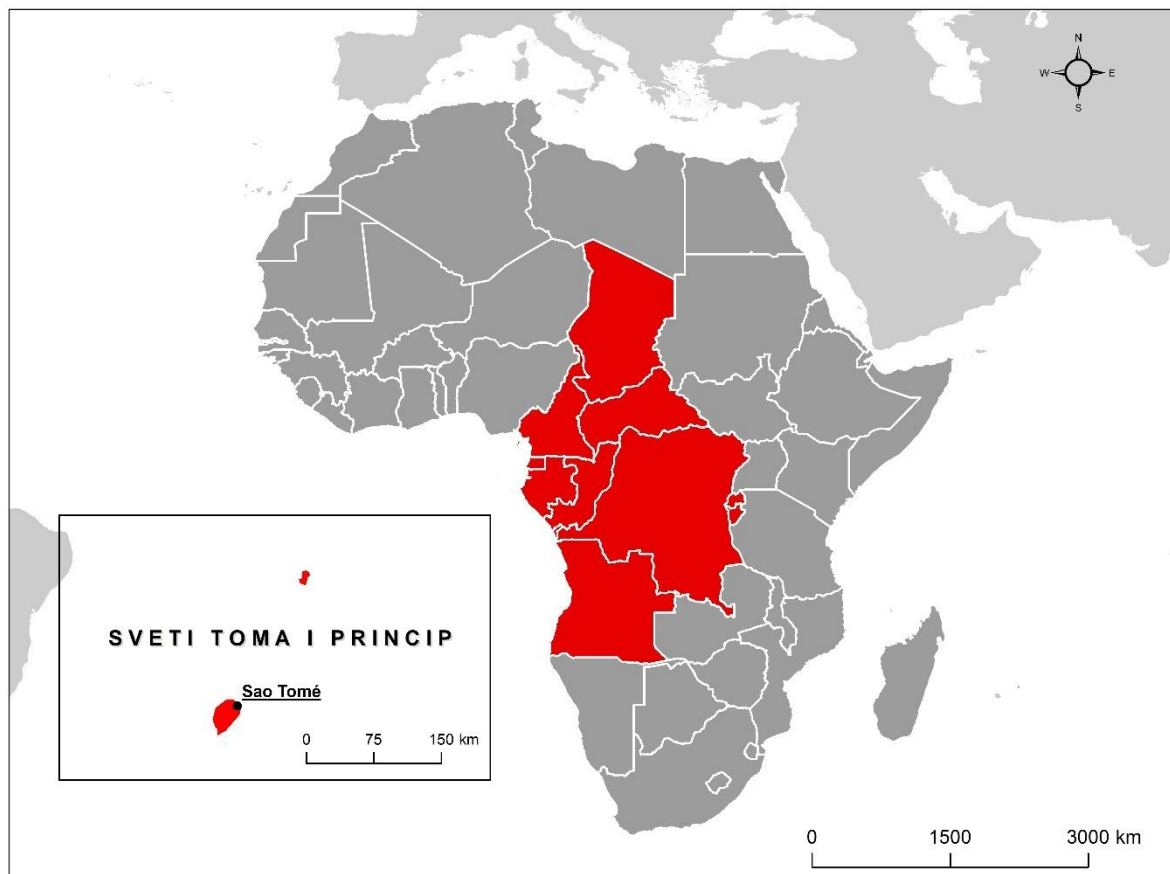 N
W E
S
SVETI TOMA I PRINCIP
Sao Tomé
0 75 150 km
0 1500 3000 km